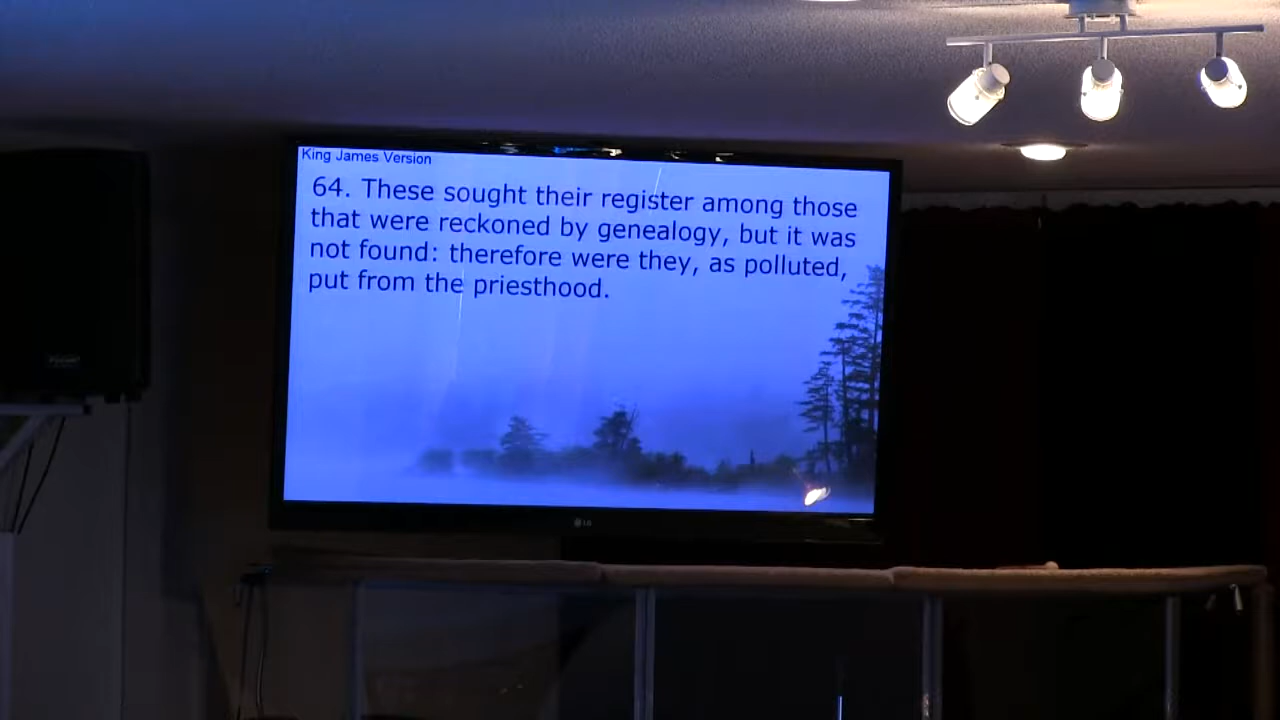 King James Version
64. These sought their register among those
that were reckoned by genealogy, but it was
not found: therefore were they, as polluted,
put from the priesthood.
LG